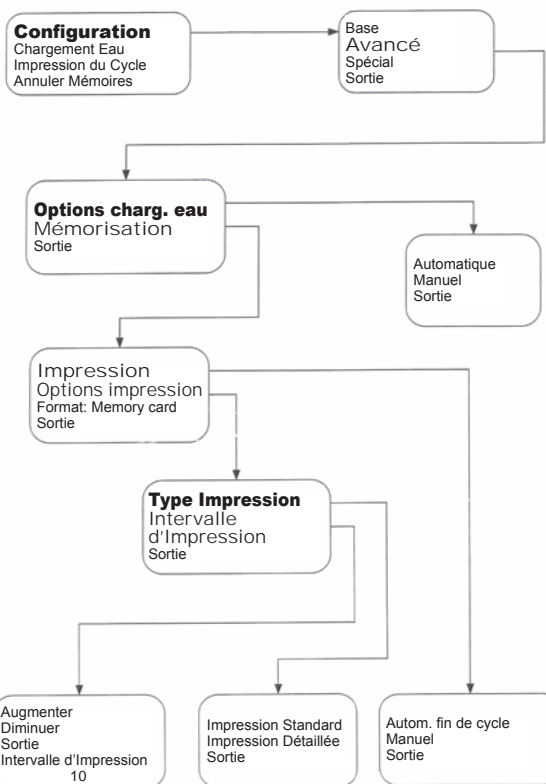 Configuration
Chargement Eau
Impression du Cycle
Annuler Mémoires
Base
Avancé
Spécial
Sortie
Options charg. eau
Mémorisation
Sortie
Automatique
Manuel
Sortie
Impression
Options impression
Format: Memory card
Sortie
Type Impression
Intervalle
d'Impression
Sortie
Augmenter
Diminuer
Sortie
Intervalle d'Impression
10
Impression Standard
Impression Détaillée
Sortie
Autom. fin de cycle
Manuel
Sortie